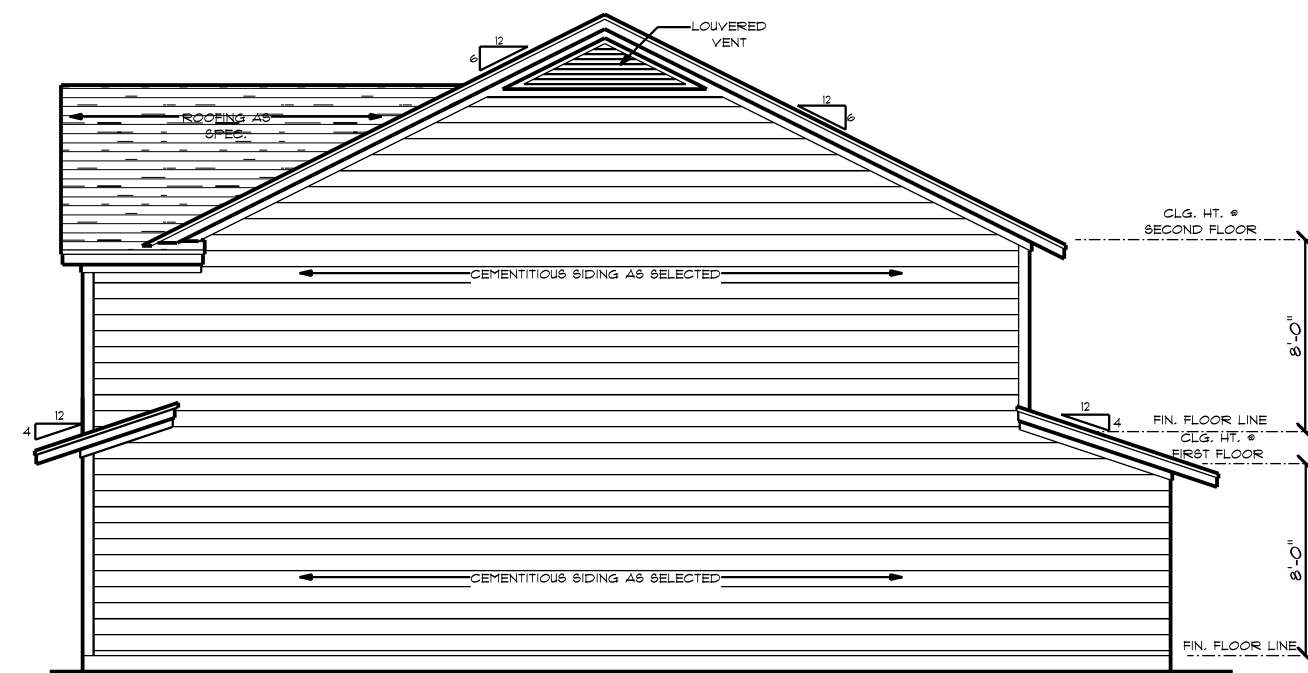 LOUVERED
VENT
12
6
12
6
ROOFING AS
SPEC.
CLG. HT. @
SECOND FLOOR
CEMENTITIOUS SIDING AS SELECTED
8'-0"
12
4
12
4
FIN. FLOOR LINE
CLG. HT. @
FIRST FLOOR
8'-0"
CEMENTITIOUS SIDING AS SELECTED
FIN. FLOOR LINE